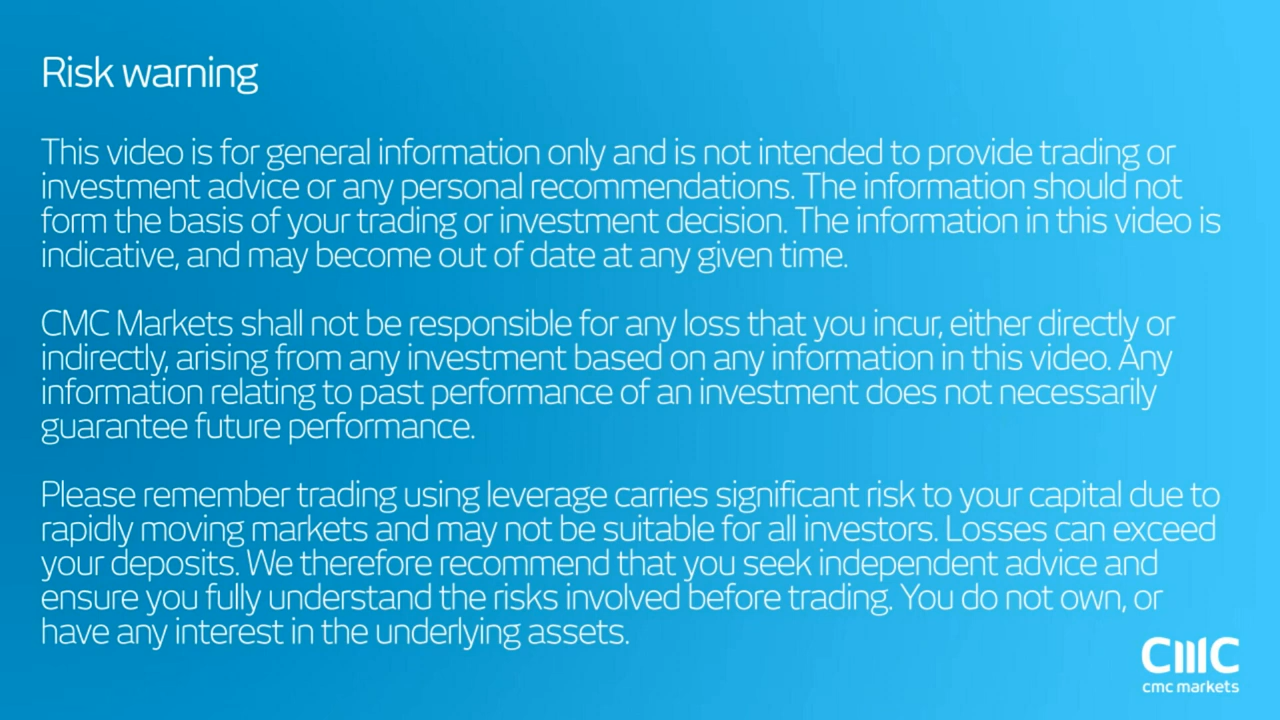 Risk warning
This video is for general information only and is not intended to provide trading or
investment advice or any personal recommendations. The information should not
form the basis of your trading or investment decision. The information in this video is
indicative, and may become out of date at any given time.
CMC Markets shall not be responsible for any loss that you incur, either directly or
indirectly, arising from any investment based on any information in this video. Any
information relating to past performance of an investment does not necessarily
guarantee future performance.
Please remember trading using leverage carries significant risk to your capital due to
rapidly moving markets and may not be suitable for all investors. Losses can exceed
your deposits. We therefore recommend that you seek independent advice and
ensure you fully understand the risks involved before trading. You do not own, or
have any interest in the underlying assets.
CMC
cmc markets